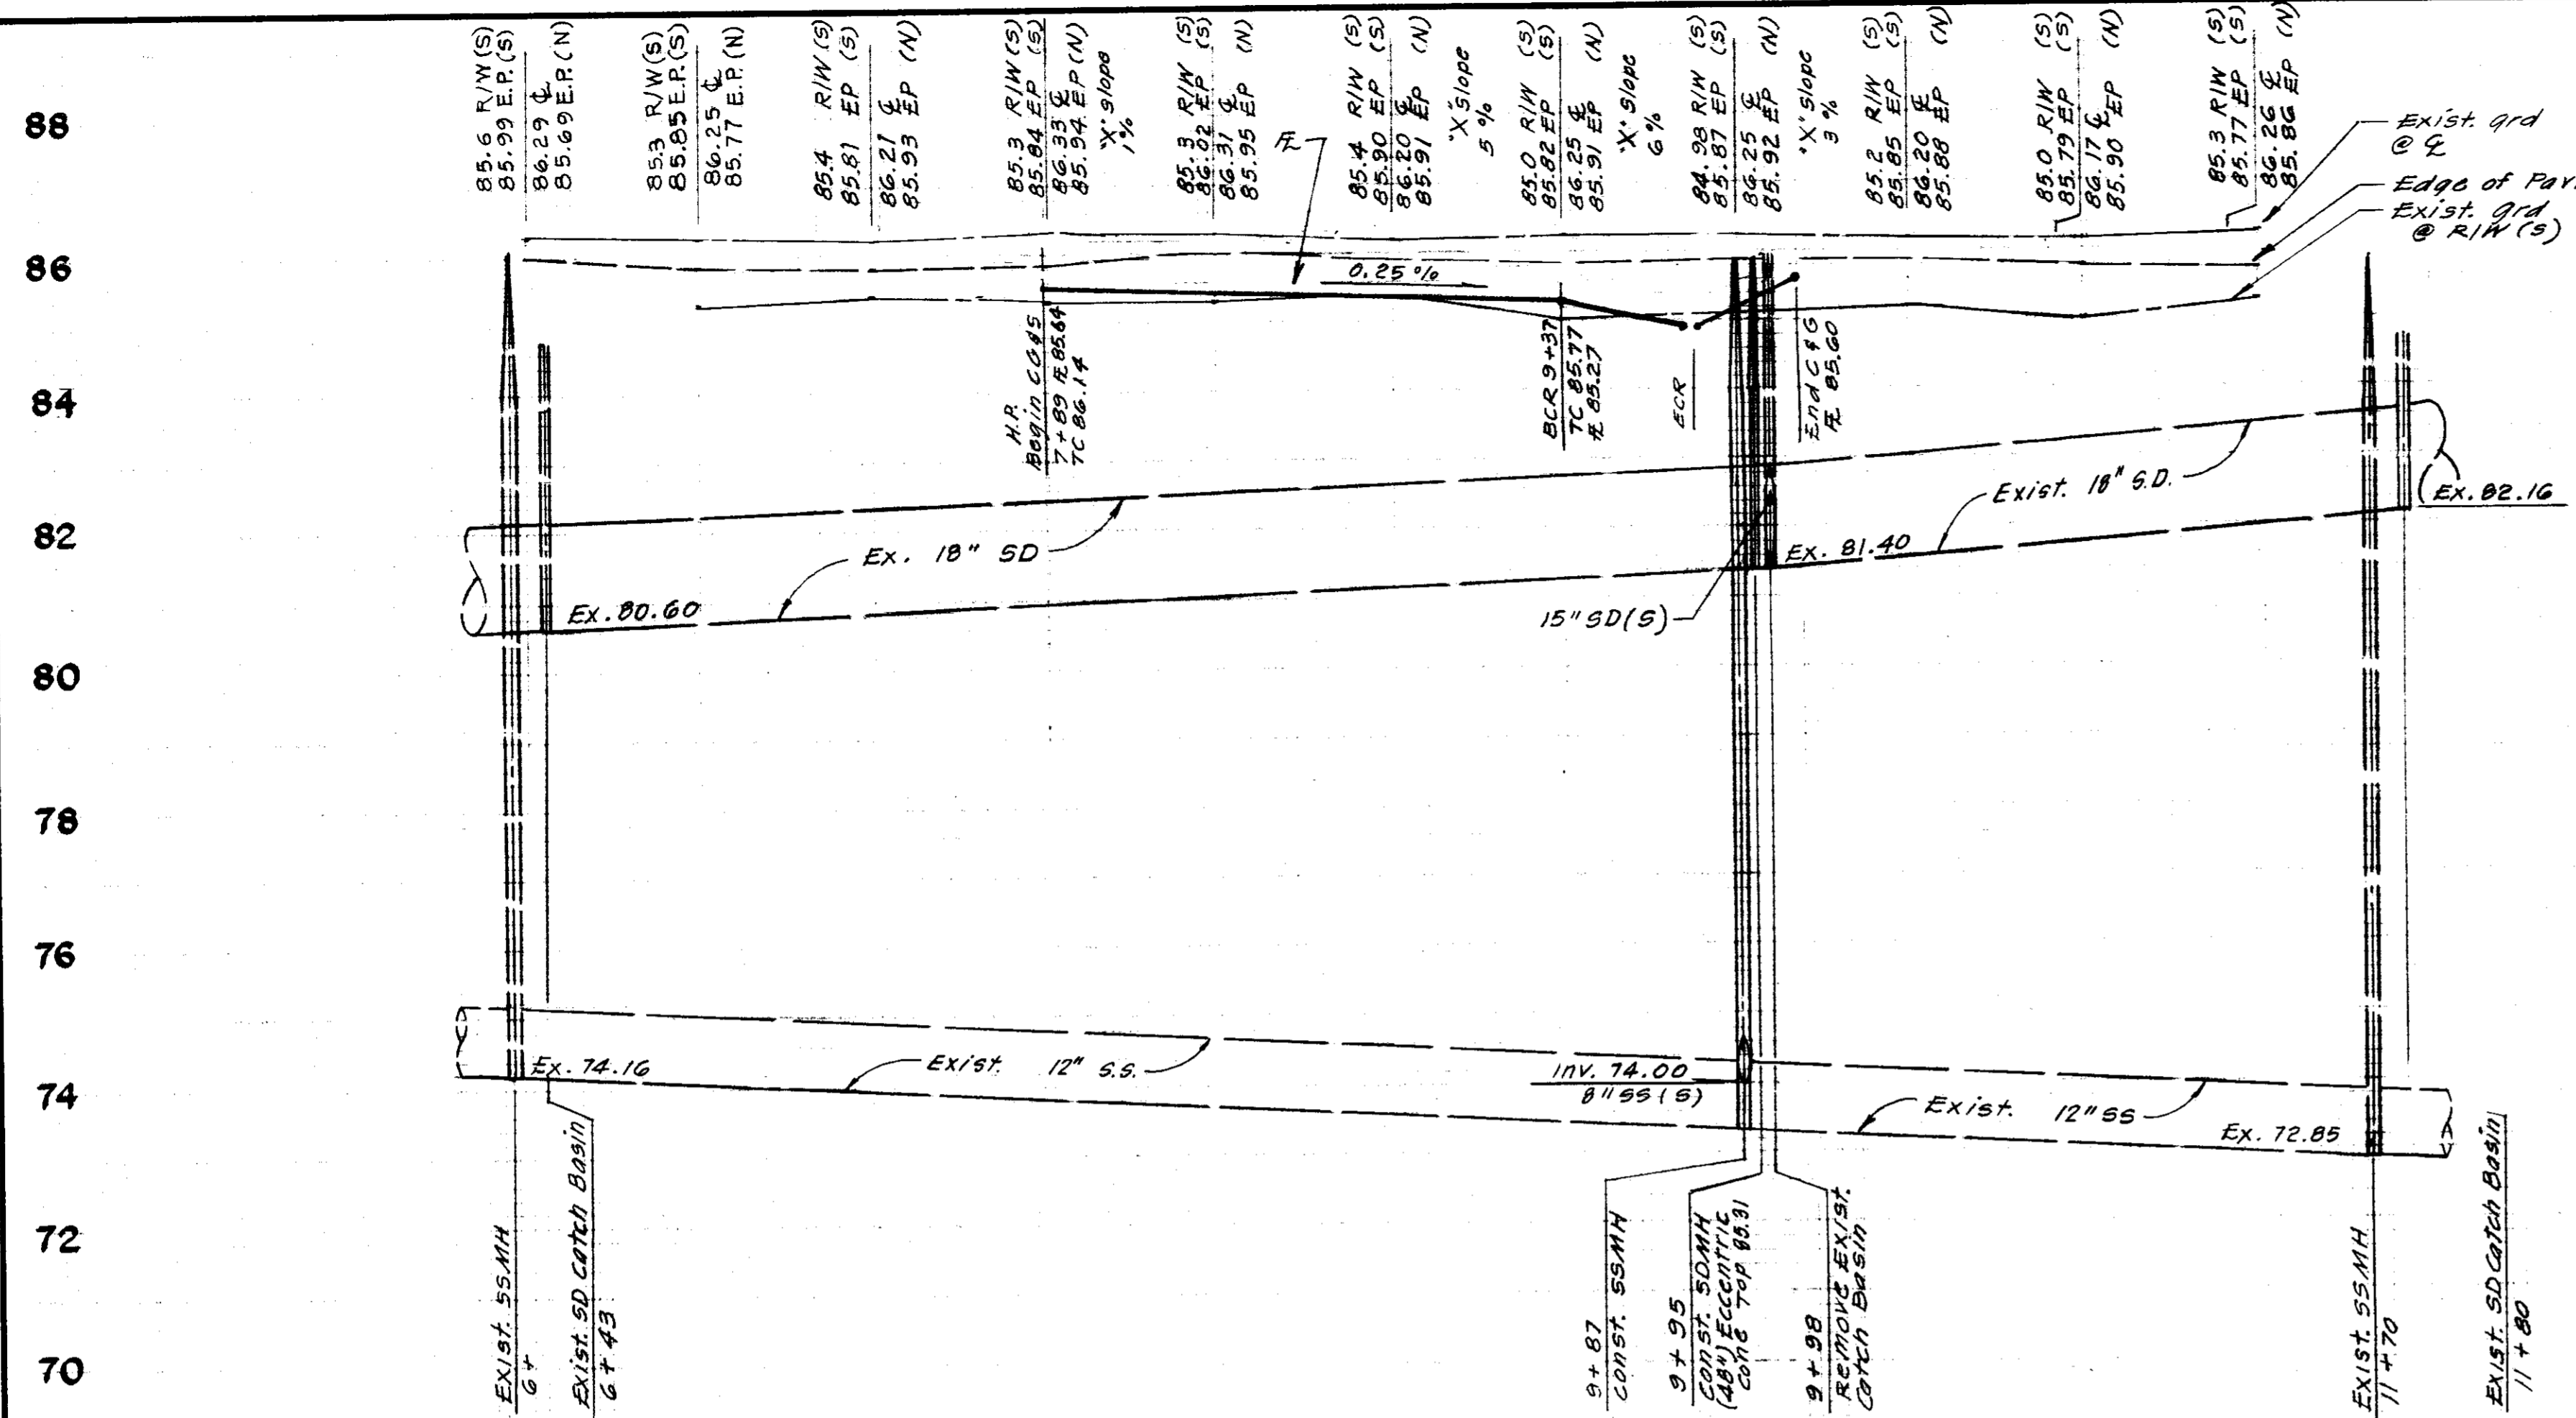 88
86
84
82
80
78
76
74
72
70
85.6 R/W(S)
85.99 E.P.(S)
86.29 ℄
85.69 E.P.(N)
85.3 R/W(S)
85.85 E.P.(S)
86.25 ℄
85.77 E.P.(N)
85.4 R/W(S)
85.81 EP (S)
86.21 ℄
85.93 EP (N)
85.3 R/W(S)
85.84 EP (S)
86.33 ℄
85.94 EP(N)
"X" slope
1%
85.3 R/W (S)
86.02 EP (S)
86.31 ℄
85.95 EP (N)
85.4 R/W (S)
85.90 EP (S)
86.20 ℄
85.91 EP (N)
"X" slope
5%
85.0 R/W (S)
85.82 EP (S)
86.25 ℄
85.91 EP (N)
"X" slope
6%
84.98 R/W (S)
85.87 EP (S)
86.25 ℄
85.92 EP (N)
"X" slope
3%
85.2 R/W (S)
85.85 EP (S)
86.20 ℄
85.88 EP (N)
85.0 R/W (S)
85.79 EP (S)
86.17 ℄
85.90 EP (N)
85.3 R/W (S)
85.77 EP (S)
86.26 ℄
85.86 EP (N)
Exist. grd
@ ℄
Edge of Pav.
Exist. grd
@ R/W (S)
FL
0.25%
H.P.
Begin CG&S
7+89 FL 85.64
TC 86.14
BCR 9+37
TC 85.77
FL 85.27
ECR
End C&G
FL 85.60
Ex. 18" SD
Exist. 18" S.D.
Ex. 82.16
Ex. 80.60
Ex. 81.40
15" SD(S)
Ex. 74.16
Exist. 12" S.S.
Inv. 74.00
8" SS (S)
Exist. 12" SS
Ex. 72.85
Exist. SSMH
6+
Exist. SD Catch Basin
6+43
9+87
Const. SSMH
9+95
Const. SDMH
(48") Eccentric
Cone Top 85.31
9+98
Remove Exist.
Catch Basin
Exist. SSMH
11+70
Exist. SD Catch Basin
11+80